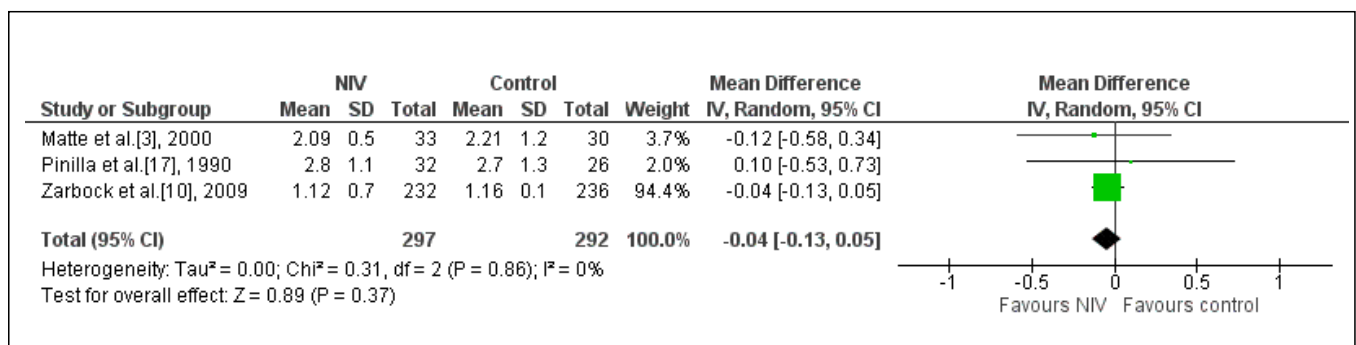 NIV Control Mean Difference Mean Difference
Study or Subgroup Mean SD Total Mean SD Total Weight IV, Random, 95% CI IV, Random, 95% CI
Matte et al.[3], 2000 2.09 0.5 33 2.21 1.2 30 3.7% -0.12 [-0.58, 0.34]
Pinilla et al.[17], 1990 2.8 1.1 32 2.7 1.3 26 2.0% 0.10 [-0.53, 0.73]
Zarbock et al.[10], 2009 1.12 0.7 232 1.16 0.1 236 94.4% -0.04 [-0.13, 0.05]
Total (95% CI) 297 292 100.0% -0.04 [-0.13, 0.05]
Heterogeneity: Tau² = 0.00; Chi² = 0.31, df = 2 (P = 0.86); I² = 0%
Test for overall effect: Z = 0.89 (P = 0.37)
-1 -0.5 0 0.5 1
Favours NIV Favours control